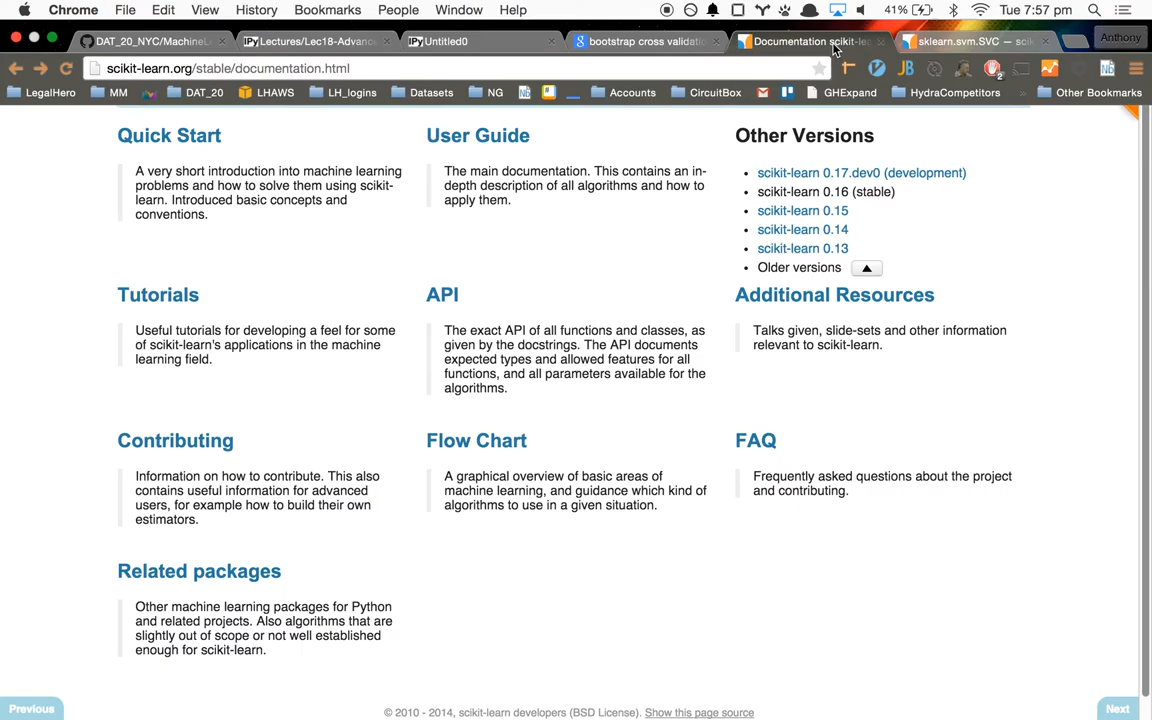 Chrome File Edit View History Bookmarks People Window Help 41% Tue 7:57 pm
DAT_20_NYC/MachineL
IPy Lectures/Lec18-Advanc
IPy Untitled0
bootstrap cross validati
Documentation scikit-le
sklearn.svm.SVC — sci
Anthony
scikit-learn.org/stable/documentation.html
LegalHero MM DAT_20 LHAWS LH_logins Datasets NG Nb Accounts CircuitBox GHExpand HydraCompetitors » Other Bookmarks
Quick Start
A very short introduction into machine learning
problems and how to solve them using scikit-
learn. Introduced basic concepts and
conventions.
User Guide
The main documentation. This contains an in-
depth description of all algorithms and how to
apply them.
Other Versions
• scikit-learn 0.17.dev0 (development)
• scikit-learn 0.16 (stable)
• scikit-learn 0.15
• scikit-learn 0.14
• scikit-learn 0.13
• Older versions
Tutorials
Useful tutorials for developing a feel for some
of scikit-learn's applications in the machine
learning field.
API
The exact API of all functions and classes, as
given by the docstrings. The API documents
expected types and allowed features for all
functions, and all parameters available for the
algorithms.
Additional Resources
Talks given, slide-sets and other information
relevant to scikit-learn.
Contributing
Information on how to contribute. This also
contains useful information for advanced
users, for example how to build their own
estimators.
Flow Chart
A graphical overview of basic areas of
machine learning, and guidance which kind of
algorithms to use in a given situation.
FAQ
Frequently asked questions about the project
and contributing.
Related packages
Other machine learning packages for Python
and related projects. Also algorithms that are
slightly out of scope or not well established
enough for scikit-learn.
Previous
© 2010 - 2014, scikit-learn developers (BSD License). Show this page source
Next